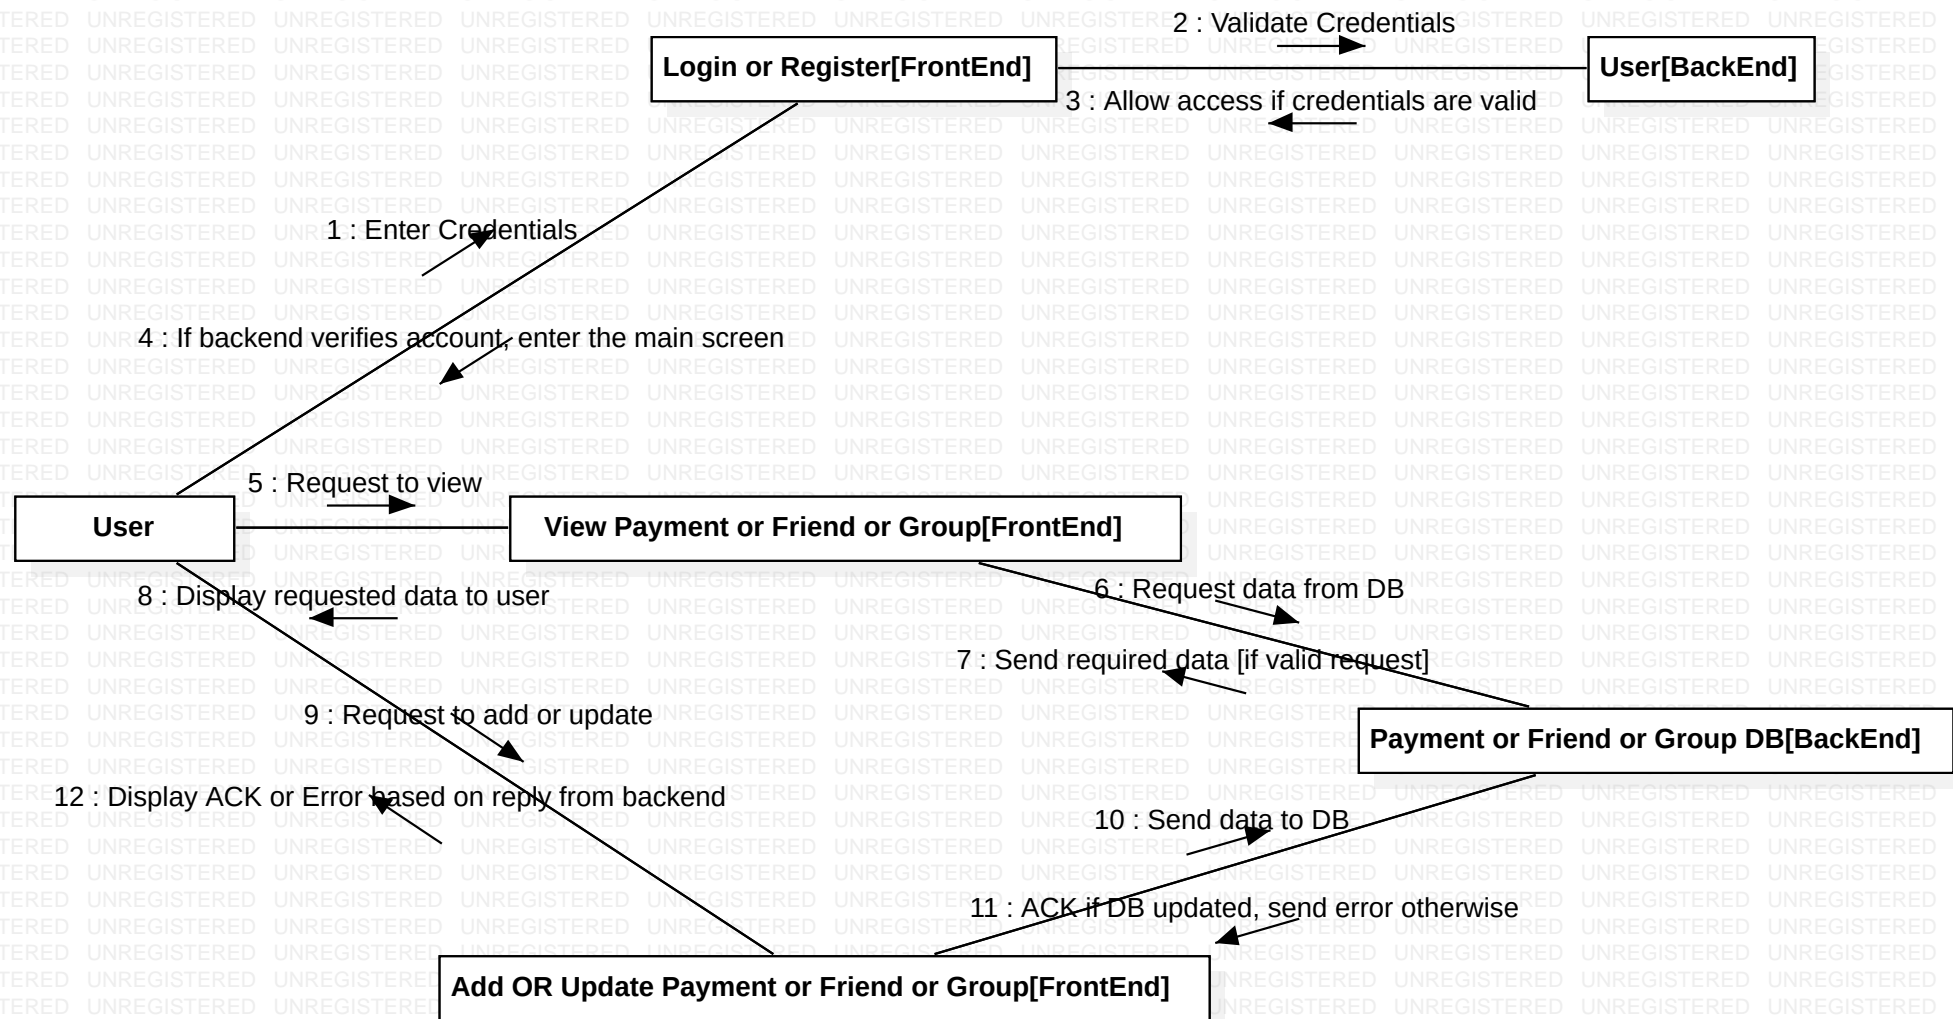 2 : Validate Credentials
Login or Register[FrontEnd]
User[BackEnd]
3 : Allow access if credentials are valid
1 : Enter Credentials
4 : If backend verifies account, enter the main screen
5 : Request to view
User
View Payment or Friend or Group[FrontEnd]
6 : Request data from DB
8 : Display requested data to user
7 : Send required data [if valid request]
9 : Request to add or update
Payment or Friend or Group DB[BackEnd]
12 : Display ACK or Error based on reply from backend
10 : Send data to DB
11 : ACK if DB updated, send error otherwise
Add OR Update Payment or Friend or Group[FrontEnd]
UNREGISTERED